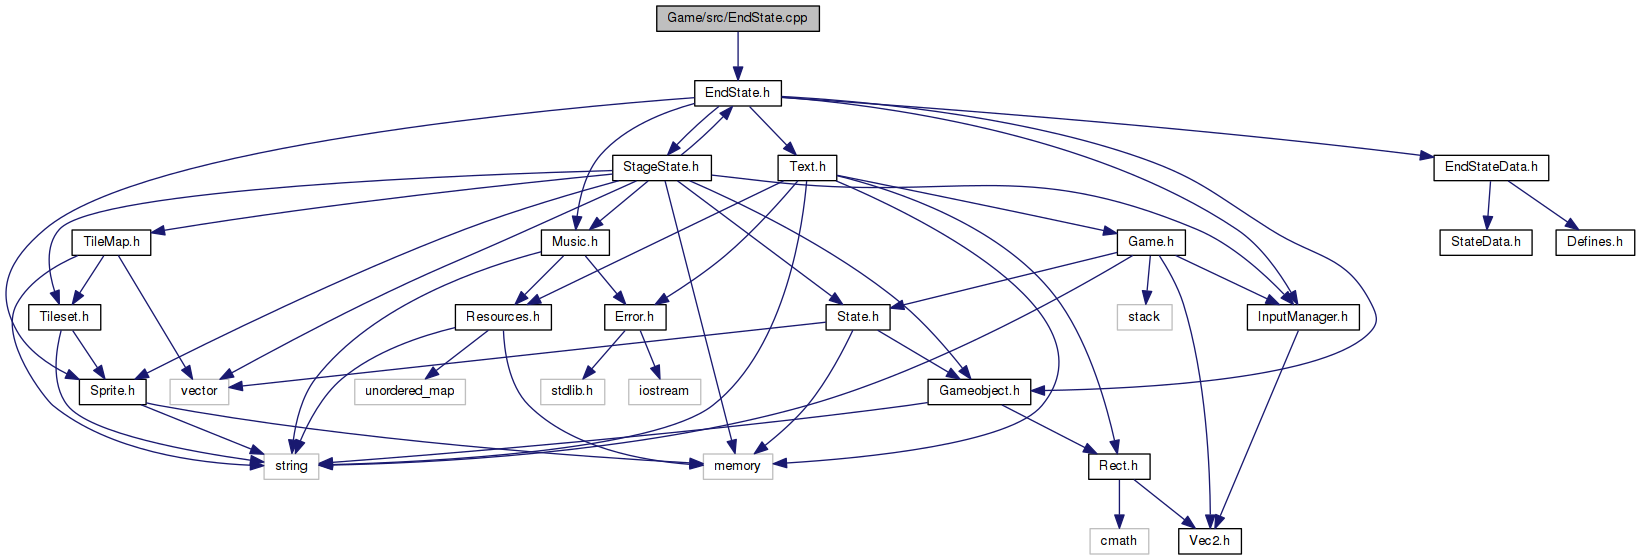 Game/src/EndState.cpp
EndState.h
StageState.h
Text.h
EndStateData.h
TileMap.h
Music.h
Game.h
StateData.h
Defines.h
Tileset.h
Resources.h
Error.h
State.h
stack
InputManager.h
Sprite.h
vector
unordered_map
stdlib.h
iostream
Gameobject.h
string
memory
Rect.h
cmath
Vec2.h